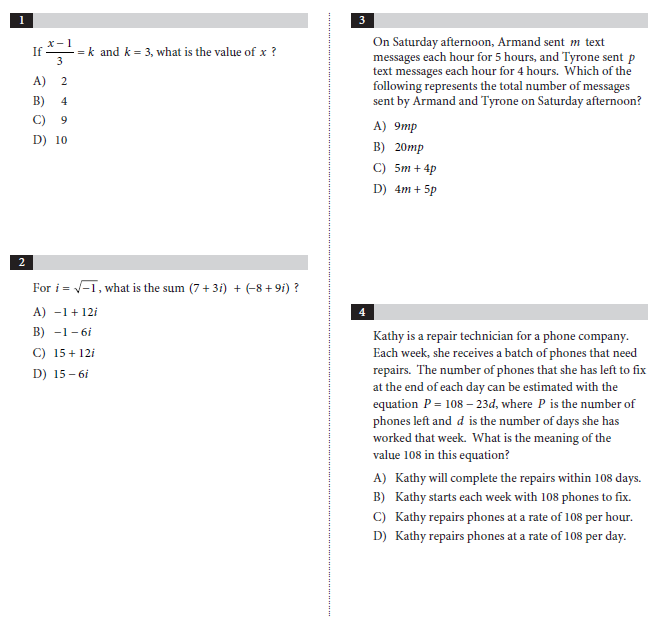 1
If x – 1 / 3 = k and k = 3, what is the value of x ?
A) 2
B) 4
C) 9
D) 10
2
For i = √–1, what is the sum (7 + 3i) + (–8 + 9i) ?
A) –1 + 12i
B) –1 – 6i
C) 15 + 12i
D) 15 – 6i
3
On Saturday afternoon, Armand sent m text
messages each hour for 5 hours, and Tyrone sent p
text messages each hour for 4 hours. Which of the
following represents the total number of messages
sent by Armand and Tyrone on Saturday afternoon?
A) 9mp
B) 20mp
C) 5m + 4p
D) 4m + 5p
4
Kathy is a repair technician for a phone company.
Each week, she receives a batch of phones that need
repairs. The number of phones that she has left to fix
at the end of each day can be estimated with the
equation P = 108 – 23d, where P is the number of
phones left and d is the number of days she has
worked that week. What is the meaning of the
value 108 in this equation?
A) Kathy will complete the repairs within 108 days.
B) Kathy starts each week with 108 phones to fix.
C) Kathy repairs phones at a rate of 108 per hour.
D) Kathy repairs phones at a rate of 108 per day.